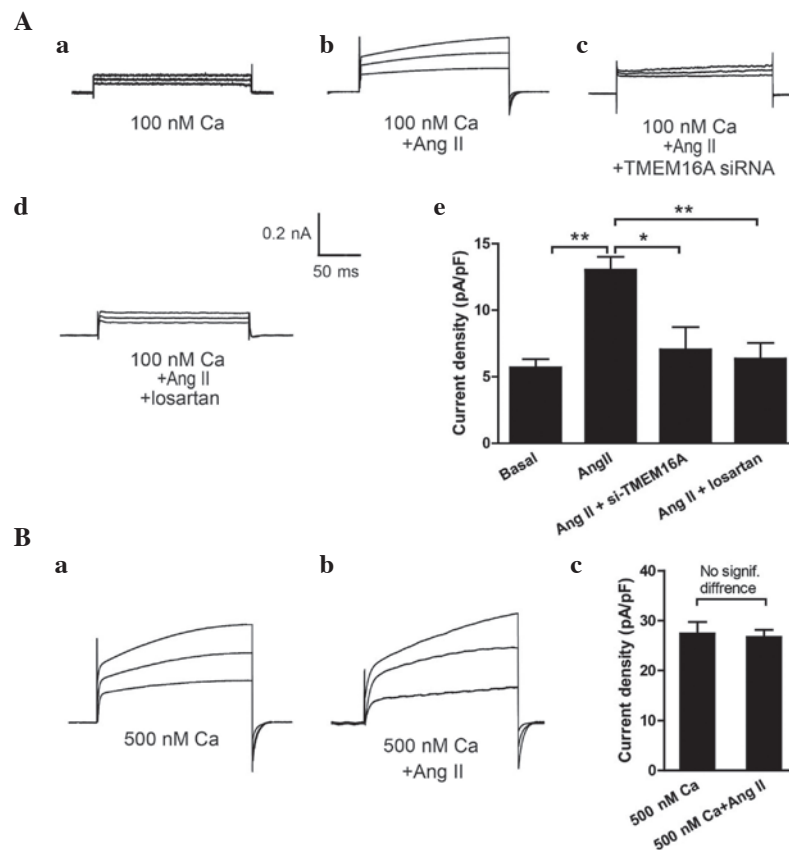 A
a
100 nM Ca
b
100 nM Ca
+Ang II
c
100 nM Ca
+Ang II
+TMEM16A siRNA
d
0.2 nA
50 ms
100 nM Ca
+Ang II
+losartan
e
**
**
*
Current density (pA/pF)
15
10
5
0
Basal
AngII
Ang II + si-TMEM16A
Ang II + losartan
B
a
500 nM Ca
b
500 nM Ca
+Ang II
c
No signif.
diffrence
Current density (pA/pF)
40
30
20
10
0
500 nM Ca
500 nM Ca+Ang II